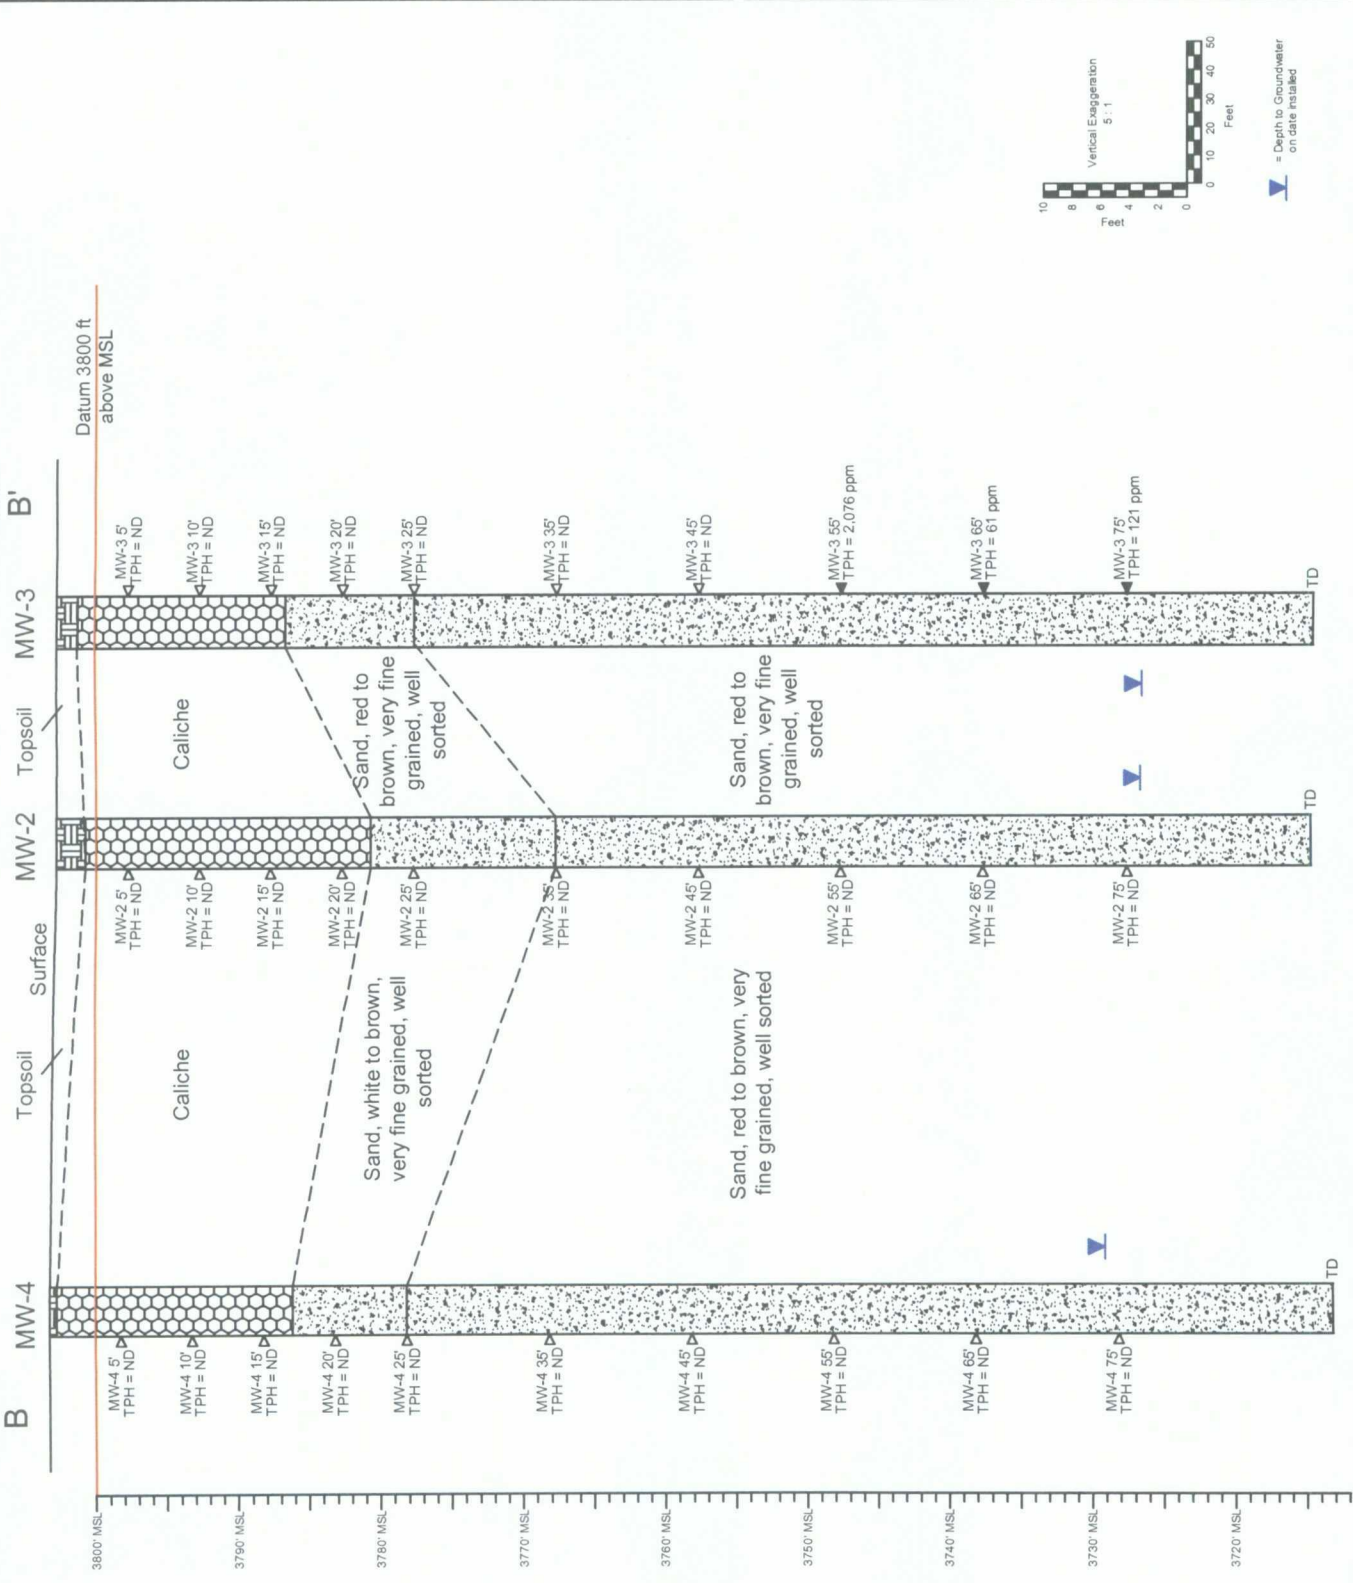 B
B'
MW-4
MW-2
MW-3
Topsoil
Surface
Topsoil
Datum 3800 ft
above MSL
Caliche
Caliche
Sand, white to brown,
very fine grained, well
sorted
Sand, red to
brown, very fine
grained, well
sorted
Sand, red to brown, very
fine grained, well sorted
Sand, red to
brown, very fine
grained, well
sorted
MW-4 5'
TPH = ND
MW-4 10'
TPH = ND
MW-4 15'
TPH = ND
MW-4 20'
TPH = ND
MW-4 25'
TPH = ND
MW-4 35'
TPH = ND
MW-4 45'
TPH = ND
MW-4 55'
TPH = ND
MW-4 65'
TPH = ND
MW-4 75'
TPH = ND
TD
MW-2 5'
TPH = ND
MW-2 10'
TPH = ND
MW-2 15'
TPH = ND
MW-2 20'
TPH = ND
MW-2 25'
TPH = ND
MW-2 35'
TPH = ND
MW-2 45'
TPH = ND
MW-2 55'
TPH = ND
MW-2 65'
TPH = ND
MW-2 75'
TPH = ND
TD
MW-3 5'
TPH = ND
MW-3 10'
TPH = ND
MW-3 15'
TPH = ND
MW-3 20'
TPH = ND
MW-3 25'
TPH = ND
MW-3 35'
TPH = ND
MW-3 45'
TPH = ND
MW-3 55'
TPH = 2,076 ppm
MW-3 65'
TPH = 61 ppm
MW-3 75'
TPH = 121 ppm
TD
3800' MSL
3790' MSL
3780' MSL
3770' MSL
3760' MSL
3750' MSL
3740' MSL
3730' MSL
3720' MSL
Vertical Exaggeration
5 : 1
10
8
6
4
2
0
Feet
0 10 20 30 40 50
Feet
= Depth to Groundwater
on date installed